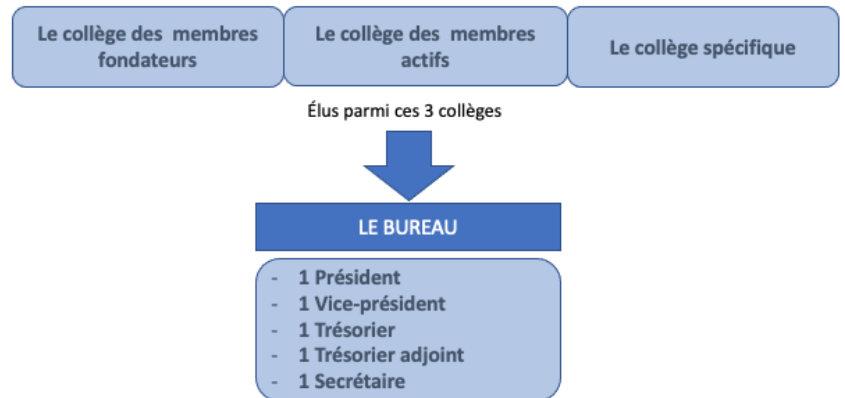 Le collège des membres
fondateurs
Le collège des membres
actifs
Le collège spécifique
Élus parmi ces 3 collèges
LE BUREAU
- 1 Président
- 1 Vice-président
- 1 Trésorier
- 1 Trésorier adjoint
- 1 Secrétaire